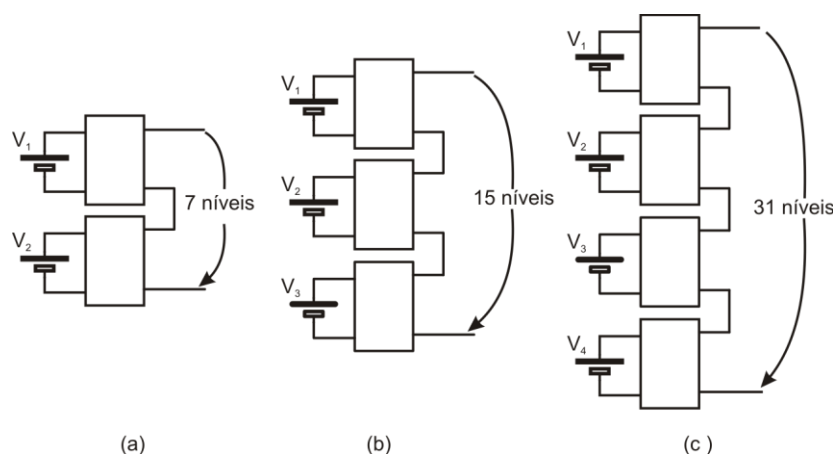 V1
V2
7 níveis
(a)
V1
V2
V3
15 níveis
(b)
V1
V2
V3
V4
31 níveis
(c )